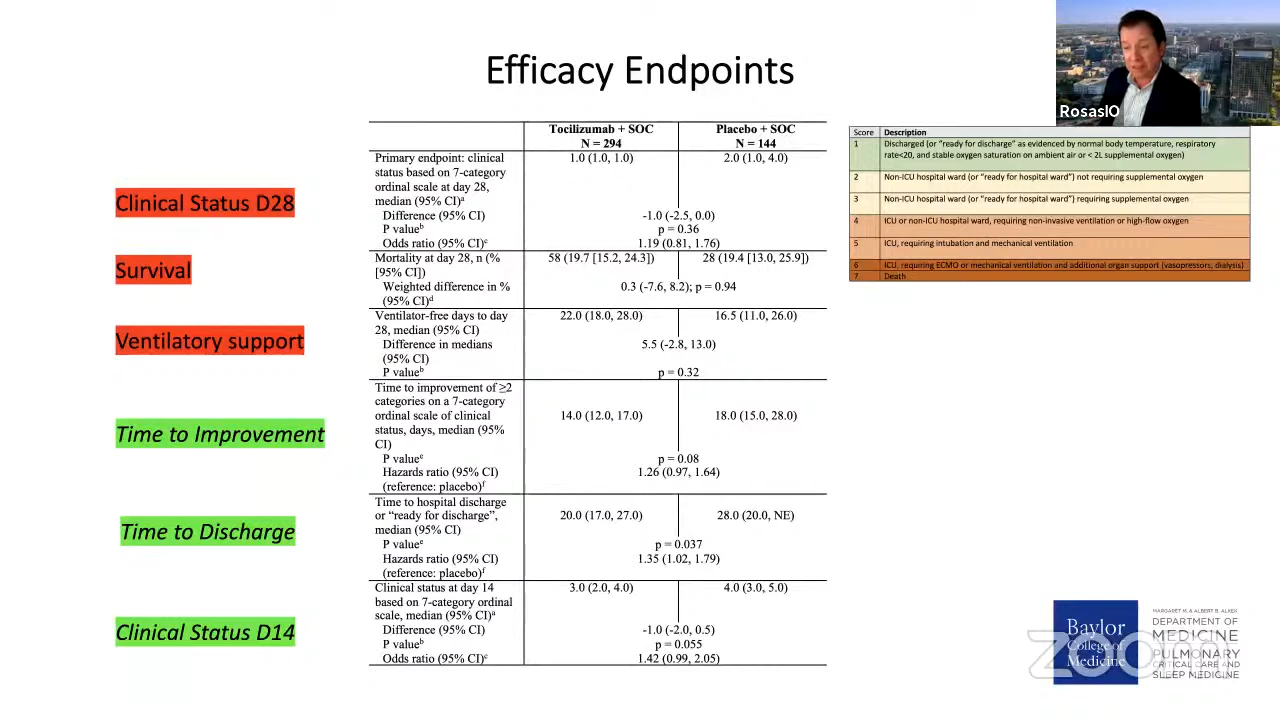 Efficacy Endpoints
RosasIO
Clinical Status D28
Survival
Ventilatory support
Time to Improvement
Time to Discharge
Clinical Status D14
Tocilizumab + SOC
N = 294
Placebo + SOC
N = 144
Primary endpoint: clinical
status based on 7-category
ordinal scale at day 28,
median (95% CI)a
1.0 (1.0, 1.0)
2.0 (1.0, 4.0)
Difference (95% CI)
-1.0 (-2.5, 0.0)
P valueb
p = 0.36
Odds ratio (95% CI)c
1.19 (0.81, 1.76)
Mortality at day 28, n (%
[95% CI])
58 (19.7 [15.2, 24.3])
28 (19.4 [13.0, 25.9])
Weighted difference in %
(95% CI)d
0.3 (-7.6, 8.2); p = 0.94
Ventilator-free days to day
28, median (95% CI)
22.0 (18.0, 28.0)
16.5 (11.0, 26.0)
Difference in medians
(95% CI)
5.5 (-2.8, 13.0)
P valueb
p = 0.32
Time to improvement of ≥2
categories on a 7-category
ordinal scale of clinical
status, days, median (95%
CI)
14.0 (12.0, 17.0)
18.0 (15.0, 28.0)
P valuee
p = 0.08
Hazards ratio (95% CI)
(reference: placebo)f
1.26 (0.97, 1.64)
Time to hospital discharge
or “ready for discharge”,
median (95% CI)
20.0 (17.0, 27.0)
28.0 (20.0, NE)
P valuee
p = 0.037
Hazards ratio (95% CI)
(reference: placebo)f
1.35 (1.02, 1.79)
Clinical status at day 14
based on 7-category ordinal
scale, median (95% CI)a
3.0 (2.0, 4.0)
4.0 (3.0, 5.0)
Difference (95% CI)
-1.0 (-2.0, 0.5)
P valueb
p = 0.055
Odds ratio (95% CI)c
1.42 (0.99, 2.05)
Score Description
1 Discharged (or “ready for discharge” as evidenced by normal body temperature, respiratory
rate<20, and stable oxygen saturation on ambient air or < 2L supplemental oxygen)
2 Non-ICU hospital ward (or “ready for hospital ward”) not requiring supplemental oxygen
3 Non-ICU hospital ward (or “ready for hospital ward”) requiring supplemental oxygen
4 ICU or non-ICU hospital ward, requiring non-invasive ventilation or high-flow oxygen
5 ICU, requiring intubation and mechanical ventilation
6 ICU, requiring ECMO or mechanical ventilation and additional organ support (vasopressors, dialysis)
7 Death
Baylor
College of
Medicine
MARGARET M. & ALBERT B. ALKEK
DEPARTMENT OF
MEDICINE
PULMONARY
CRITICAL CARE AND
SLEEP MEDICINE
zoom